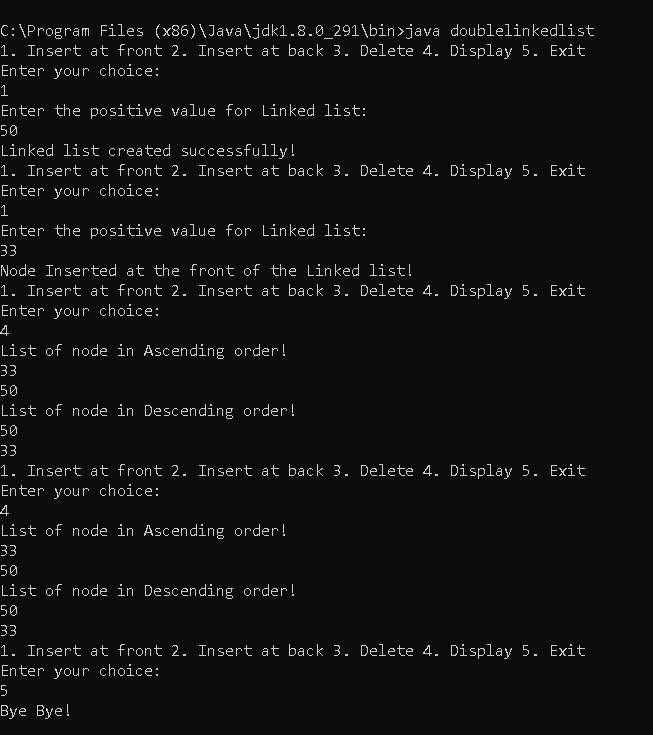 C:\Program Files (x86)\Java\jdk1.8.0_291\bin>java doublelinkedlist
1. Insert at front 2. Insert at back 3. Delete 4. Display 5. Exit
Enter your choice:
1
Enter the positive value for Linked list:
50
Linked list created successfully!
1. Insert at front 2. Insert at back 3. Delete 4. Display 5. Exit
Enter your choice:
1
Enter the positive value for Linked list:
33
Node Inserted at the front of the Linked list!
1. Insert at front 2. Insert at back 3. Delete 4. Display 5. Exit
Enter your choice:
4
List of node in Ascending order!
33
50
List of node in Descending order!
50
33
1. Insert at front 2. Insert at back 3. Delete 4. Display 5. Exit
Enter your choice:
4
List of node in Ascending order!
33
50
List of node in Descending order!
50
33
1. Insert at front 2. Insert at back 3. Delete 4. Display 5. Exit
Enter your choice:
5
Bye Bye!